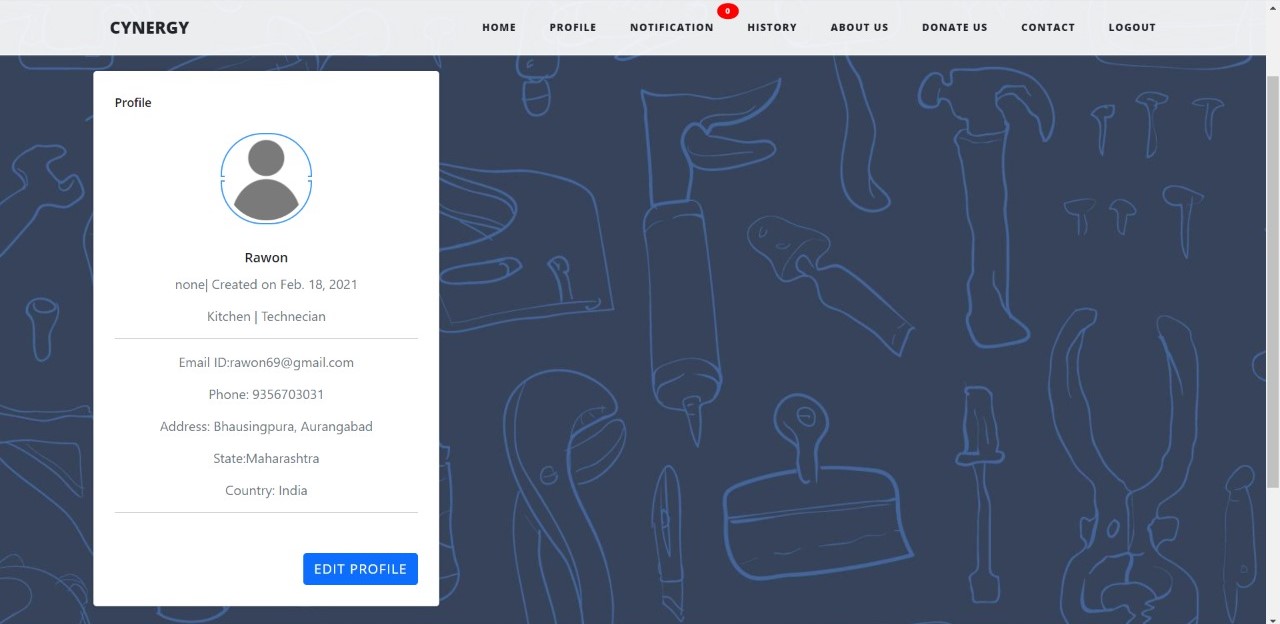 CYNERGY
HOME PROFILE NOTIFICATION 0 HISTORY ABOUT US DONATE US CONTACT LOGOUT
Profile
Rawon
none| Created on Feb. 18, 2021
Kitchen | Technecian
Email ID:rawon69@gmail.com
Phone: 9356703031
Address: Bhausingpura, Aurangabad
State:Maharashtra
Country: India
EDIT PROFILE